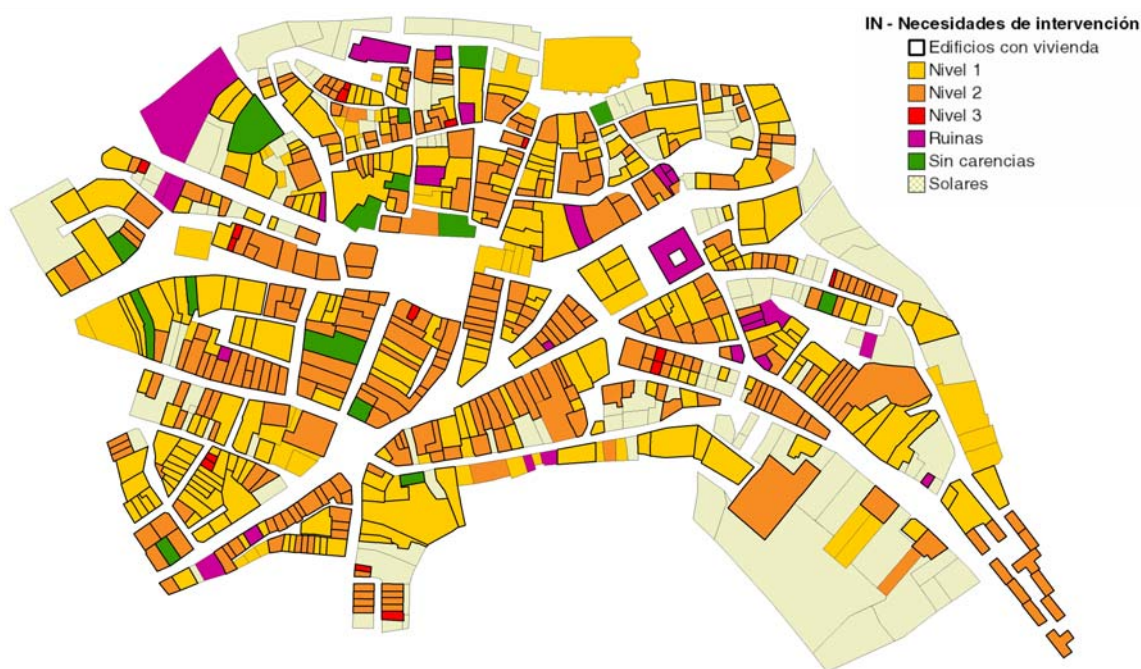 IN - Necesidades de intervención
Edificios con vivienda
Nivel 1
Nivel 2
Nivel 3
Ruinas
Sin carencias
Solares